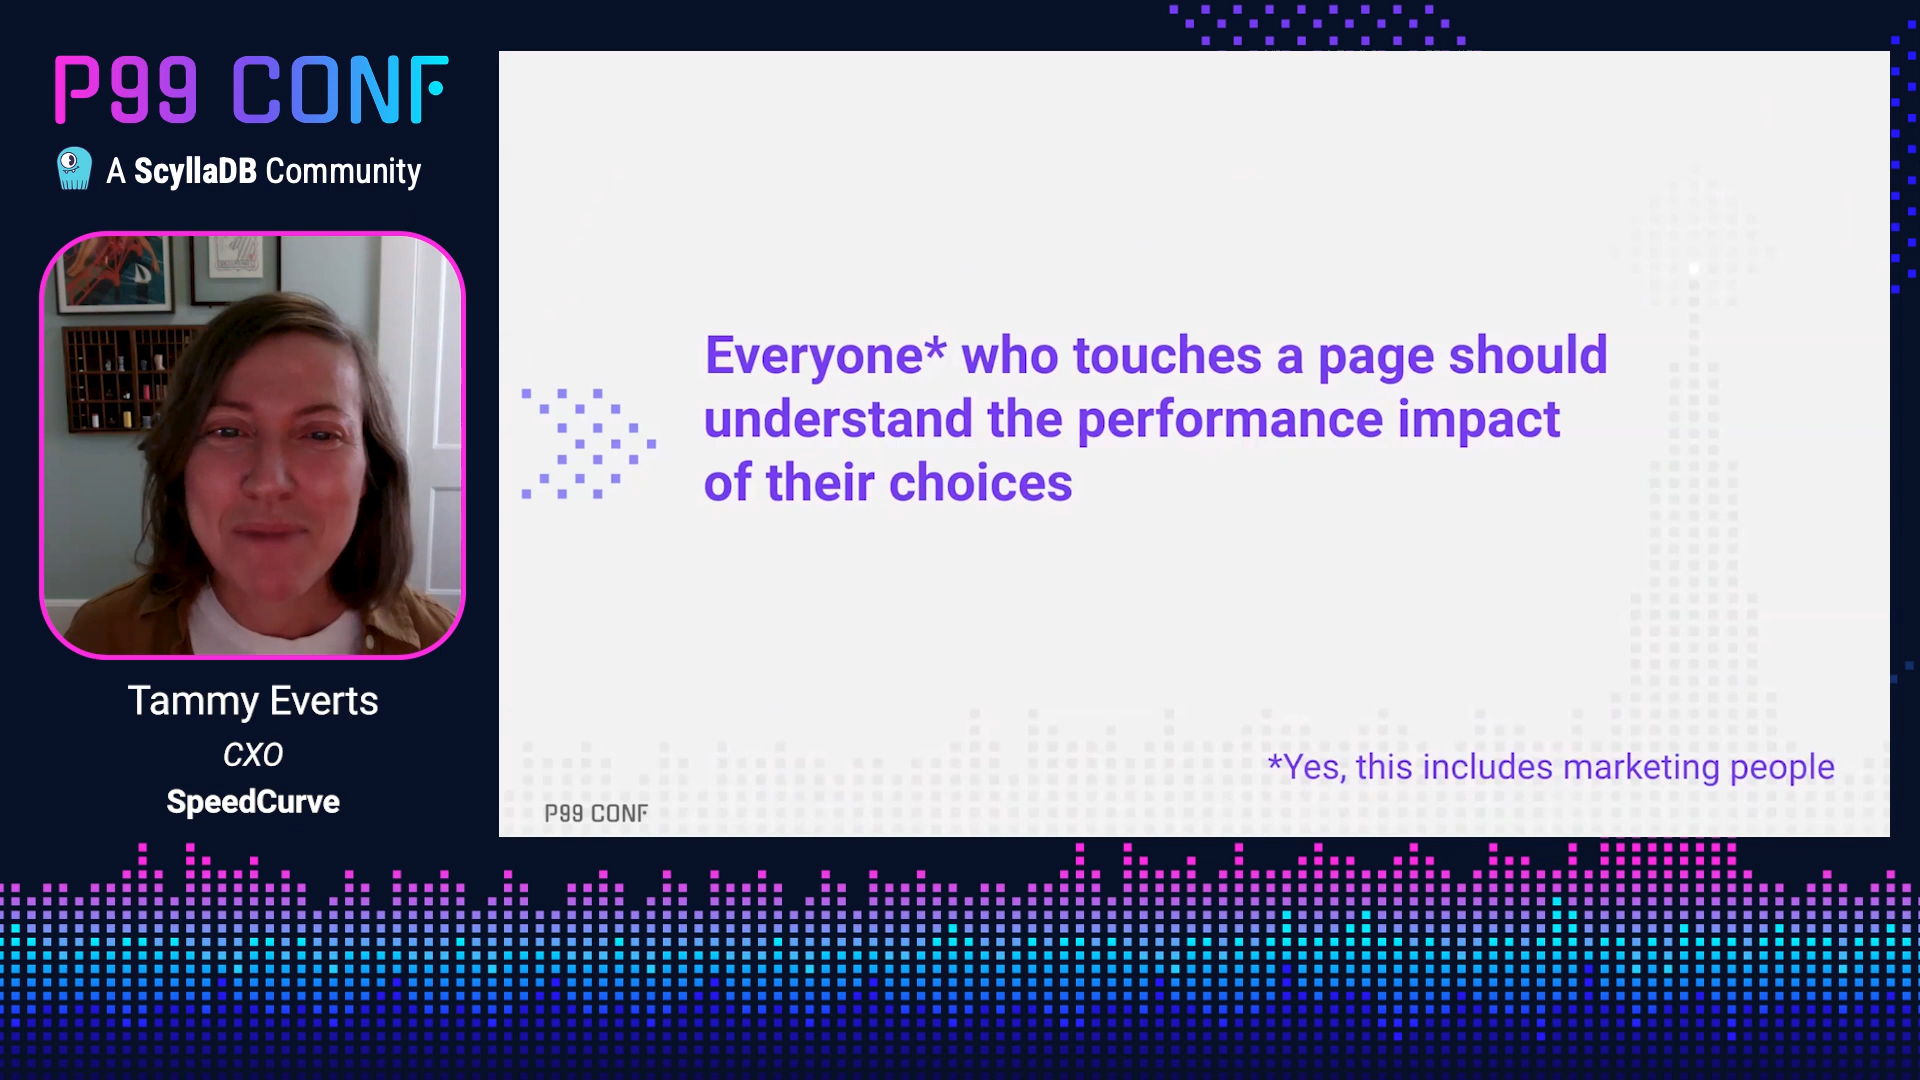 P99 CONF
A ScyllaDB Community
Tammy Everts
CXO
SpeedCurve
Everyone* who touches a page should
understand the performance impact
of their choices
*Yes, this includes marketing people
P99 CONF